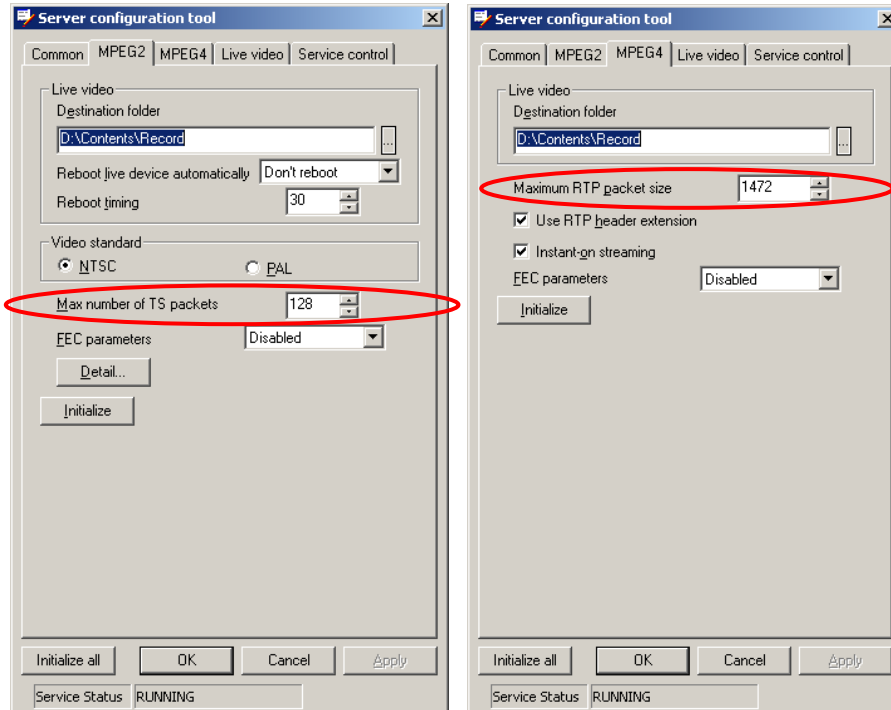 Server configuration tool
Common MPEG2 MPEG4 Live video Service control
Live video
Destination folder
D:\Contents\Record ...
Reboot live device automatically Don't reboot
Reboot timing 30
Video standard
NTSC PAL
Max number of TS packets 128
FEC parameters Disabled
Detail...
Initialize
Initialize all OK Cancel Apply
Service Status RUNNING
Server configuration tool
Common MPEG2 MPEG4 Live video Service control
Live video
Destination folder
D:\Contents\Record ...
Maximum RTP packet size 1472
Use RTP header extension
Instant-on streaming
FEC parameters Disabled
Initialize
Initialize all OK Cancel Apply
Service Status RUNNING